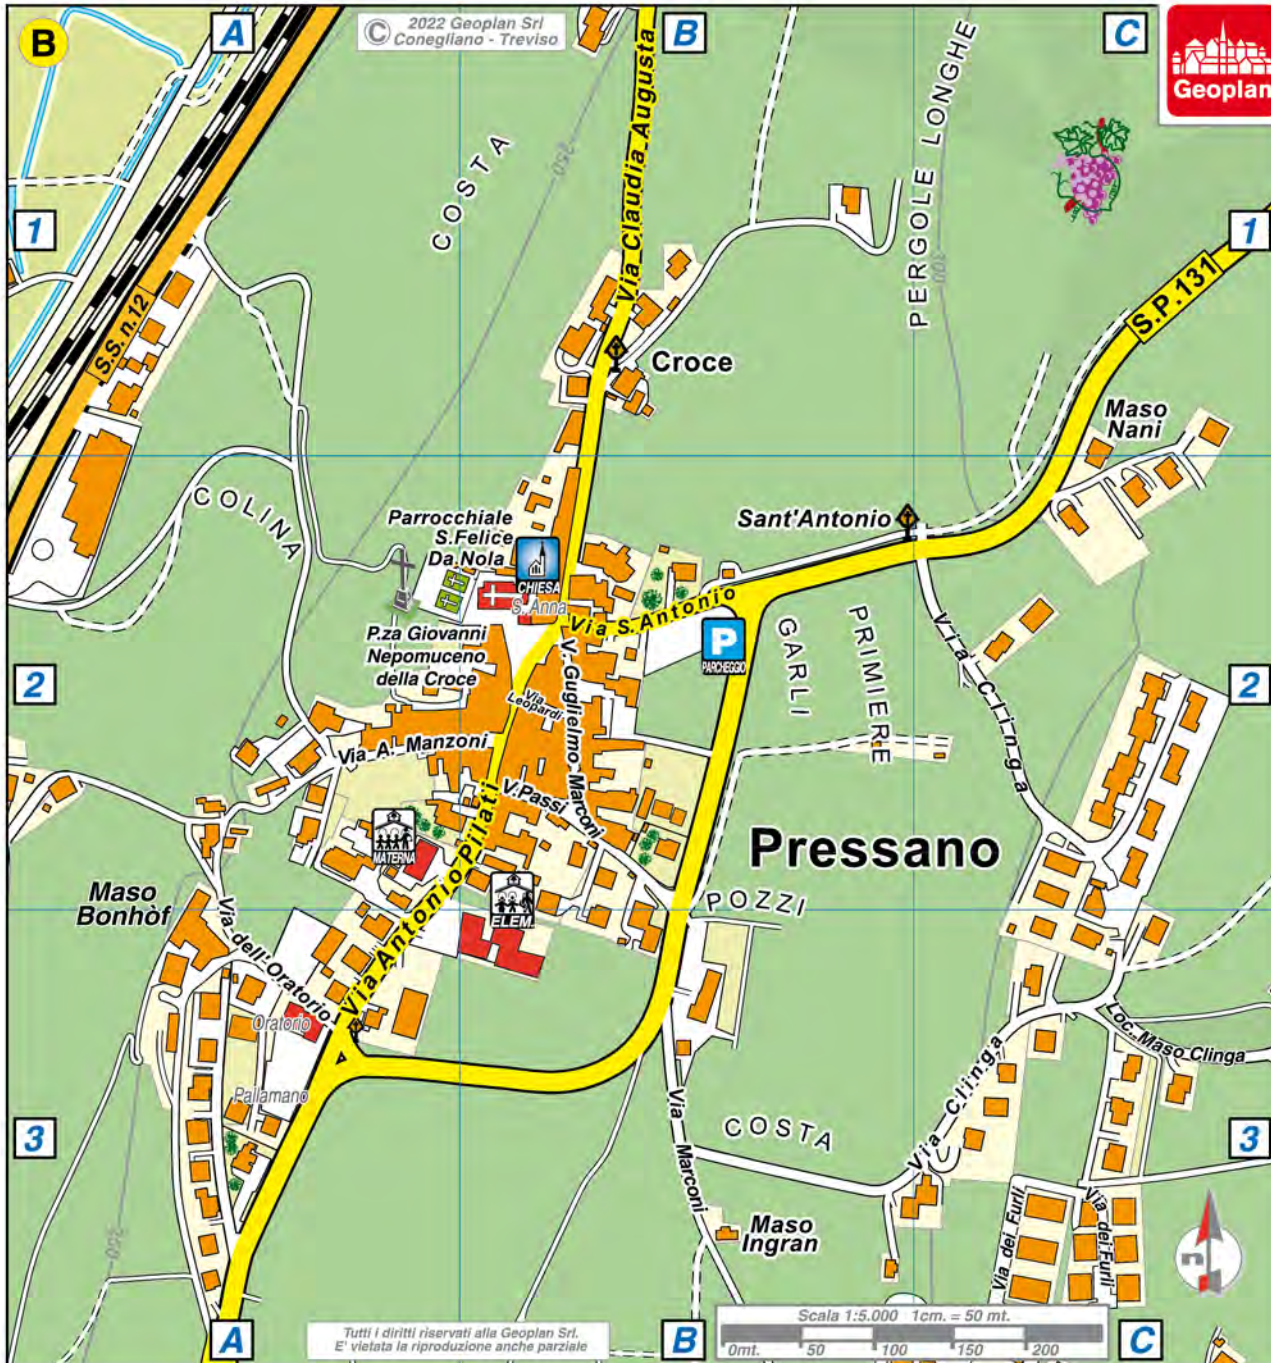 B
A
© 2022 Geoplan Srl
Conegliano - Treviso
B
C
Geoplan
COSTA
250
Via Claudia Augusta
PERGOLE LONGHE
300
1
1
S.S. n.12
S.P.131
Croce
Maso
Nani
COLINA
Parrocchiale
S.Felice
Da Nola
CHIESA
S. Anna
Sant'Antonio
Via S.Antonio
P.za Giovanni
Nepomuceno
della Croce
P
PARCHEGGIO
GARLI
PRIMIERE
Via Clinga
2
2
Via
Leopardi
V. Guglielmo Marconi
Via A. Manzoni
V.Passi
Via Antonio Pilati
MATERNA
ELEM.
Pressano
POZZI
Maso
Bonhòf
Via dell'Oratorio
Oratorio
Pallamano
Loc. Maso Clinga
Via Clinga
COSTA
Via Marconi
3
3
Maso
Ingran
Via dei Furli
Via dei Furli
250
n
A
Tutti i diritti riservati alla Geoplan Srl.
E' vietata la riproduzione anche parziale
B
Scala 1:5.000 1cm. = 50 mt.
0mt. 50 100 150 200
C